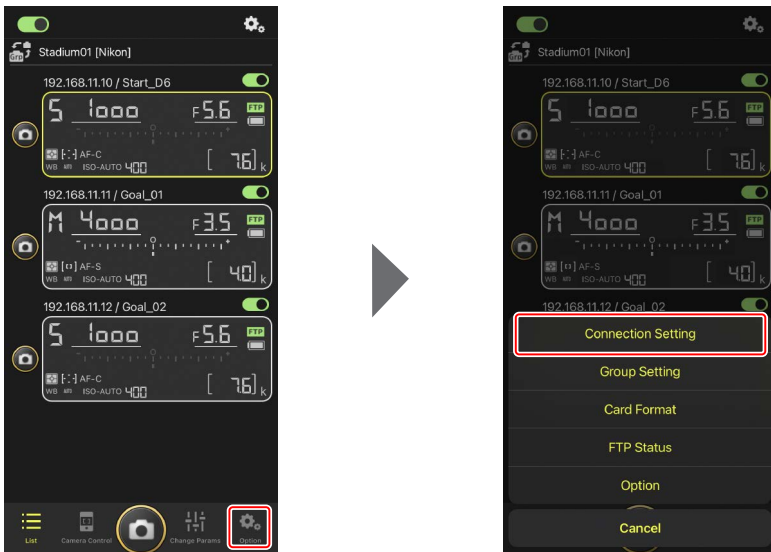 Grp Stadium01 [Nikon]
192.168.11.10 / Start_D6
S 1000 F5.6 FTP
AF-C
WB ISO-AUTO 400 [ 7.6] k
192.168.11.11 / Goal_01
M 4000 F3.5 FTP
AF-S
WB ISO-AUTO 400 [ 4.0] k
192.168.11.12 / Goal_02
S 1000 F5.6 FTP
AF-C
WB ISO-AUTO 400 [ 7.6] k
List Camera Control Change Params Option
Grp Stadium01 [Nikon]
192.168.11.10 / Start_D6
S 1000 F5.6 FTP
AF-C
WB ISO-AUTO 400 [ 7.6] k
192.168.11.11 / Goal_01
M 4000 F3.5 FTP
AF-S
WB ISO-AUTO 400 [ 4.0] k
192.168.11.12 / Goal_02
Connection Setting
Group Setting
Card Format
FTP Status
Option
Cancel